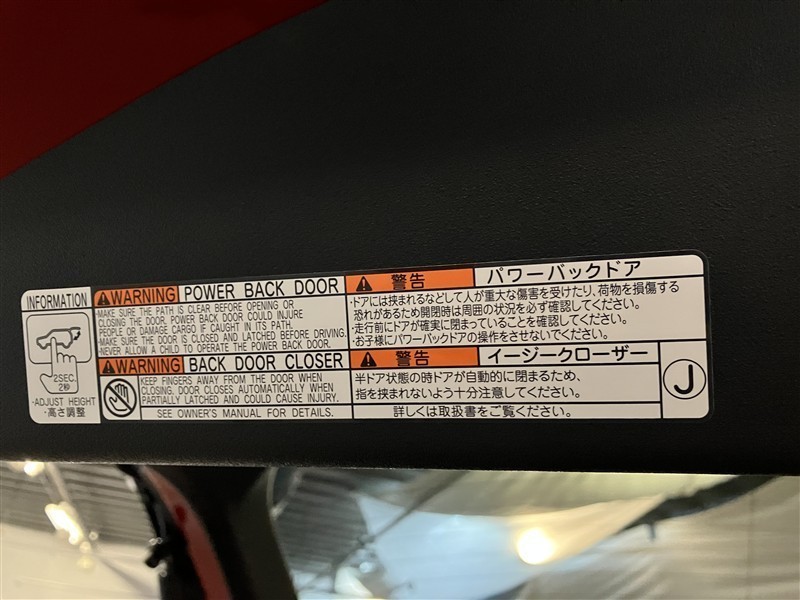 INFORMATION
2SEC.
2秒
・ADJUST HEIGHT
・高さ調整
WARNING POWER BACK DOOR
・MAKE SURE THE PATH IS CLEAR BEFORE OPENING OR
CLOSING THE DOOR. POWER BACK DOOR COULD INJURE
PEOPLE OR DAMAGE CARGO IF CAUGHT IN ITS PATH.
・MAKE SURE THE DOOR IS CLOSED AND LATCHED BEFORE DRIVING.
・NEVER ALLOW A CHILD TO OPERATE THE POWER BACK DOOR.
WARNING BACK DOOR CLOSER
KEEP FINGERS AWAY FROM THE DOOR WHEN
CLOSING. DOOR CLOSES AUTOMATICALLY WHEN
PARTIALLY LATCHED AND COULD CAUSE INJURY.
SEE OWNER'S MANUAL FOR DETAILS.
警告 パワーバックドア
・ドアには挟まれるなどして人が重大な傷害を受けたり、荷物を損傷する
恐れがあるため開閉時は周囲の状況を必ず確認してください。
・走行前にドアが確実に閉まっていることを確認してください。
・お子様にパワーバックドアの操作をさせないでください。
警告 イージークローザー
半ドア状態の時ドアが自動的に閉まるため、
指を挟まれないよう十分注意してください。
詳しくは取扱書をご覧ください。
J